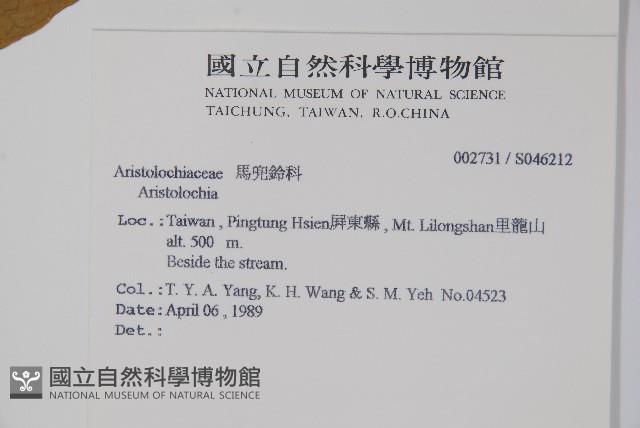 國立自然科學博物館
NATIONAL MUSEUM OF NATURAL SCIENCE
TAICHUNG, TAIWAN, R.O.CHINA
002731 / S046212
Aristolochiaceae 馬兜鈴科
Aristolochia
Loc.:Taiwan , Pingtung Hsien屏東縣 , Mt. Lilongshan里龍山
alt. 500 m.
Beside the stream.
Col.:T. Y. A. Yang, K. H. Wang & S. M. Yeh No.04523
Date:April 06 , 1989
Det.:
國立自然科學博物館
NATIONAL MUSEUM OF NATURAL SCIENCE